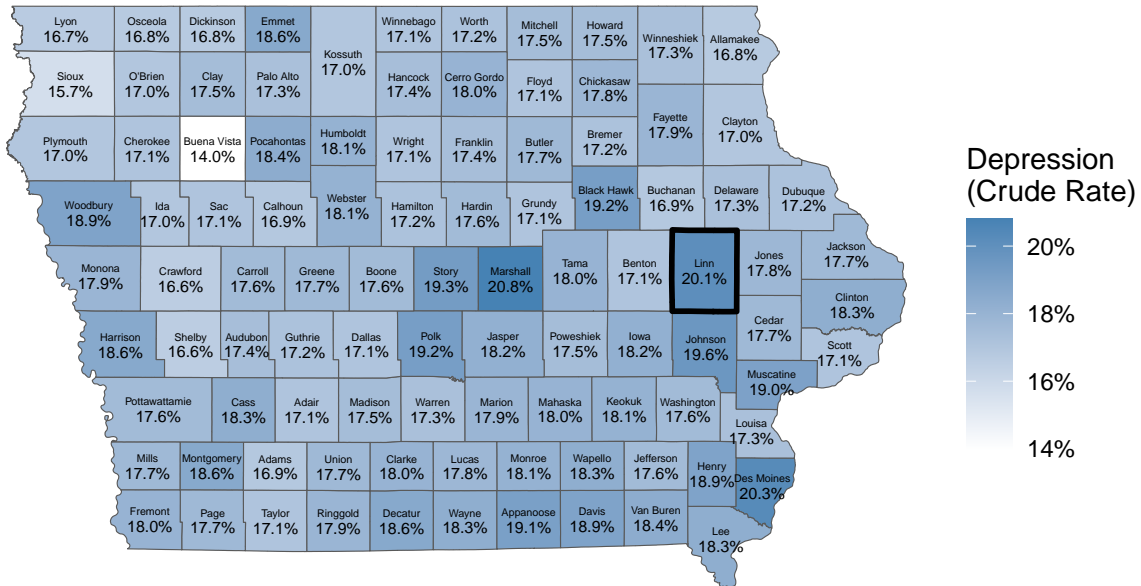 Lyon
16.7%
Osceola
16.8%
Dickinson
16.8%
Emmet
18.6%
Kossuth
17.0%
Winnebago
17.1%
Worth
17.2%
Mitchell
17.5%
Howard
17.5%
Winneshiek
17.3%
Allamakee
16.8%
Sioux
15.7%
O'Brien
17.0%
Clay
17.5%
Palo Alto
17.3%
Hancock
17.4%
Cerro Gordo
18.0%
Floyd
17.1%
Chickasaw
17.8%
Fayette
17.9%
Clayton
17.0%
Plymouth
17.0%
Cherokee
17.1%
Buena Vista
14.0%
Pocahontas
18.4%
Humboldt
18.1%
Wright
17.1%
Franklin
17.4%
Butler
17.7%
Bremer
17.2%
Woodbury
18.9%
Ida
17.0%
Sac
17.1%
Calhoun
16.9%
Webster
18.1%
Hamilton
17.2%
Hardin
17.6%
Grundy
17.1%
Black Hawk
19.2%
Buchanan
16.9%
Delaware
17.3%
Dubuque
17.2%
Monona
17.9%
Crawford
16.6%
Carroll
17.6%
Greene
17.7%
Boone
17.6%
Story
19.3%
Marshall
20.8%
Tama
18.0%
Benton
17.1%
Linn
20.1%
Jones
17.8%
Jackson
17.7%
Clinton
18.3%
Harrison
18.6%
Shelby
16.6%
Audubon
17.4%
Guthrie
17.2%
Dallas
17.1%
Polk
19.2%
Jasper
18.2%
Poweshiek
17.5%
Iowa
18.2%
Johnson
19.6%
Cedar
17.7%
Scott
17.1%
Muscatine
19.0%
Pottawattamie
17.6%
Cass
18.3%
Adair
17.1%
Madison
17.5%
Warren
17.3%
Marion
17.9%
Mahaska
18.0%
Keokuk
18.1%
Washington
17.6%
Louisa
17.3%
Mills
17.7%
Montgomery
18.6%
Adams
16.9%
Union
17.7%
Clarke
18.0%
Lucas
17.8%
Monroe
18.1%
Wapello
18.3%
Jefferson
17.6%
Henry
18.9%
Des Moines
20.3%
Fremont
18.0%
Page
17.7%
Taylor
17.1%
Ringgold
17.9%
Decatur
18.6%
Wayne
18.3%
Appanoose
19.1%
Davis
18.9%
Van Buren
18.4%
Lee
18.3%
Depression
(Crude Rate)
20%
18%
16%
14%